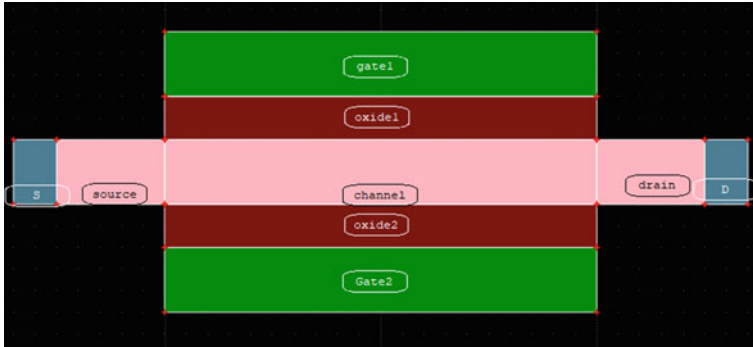 gate1
oxide1
S
source
channel
drain
D
oxide2
Gate2